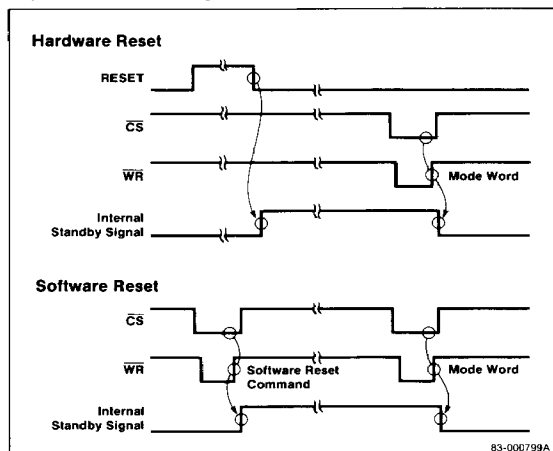 Hardware Reset
RESET
CS
WR
Mode Word
Internal
Standby Signal
Software Reset
CS
WR
Software Reset
Command
Mode Word
Internal
Standby Signal
83-000799A